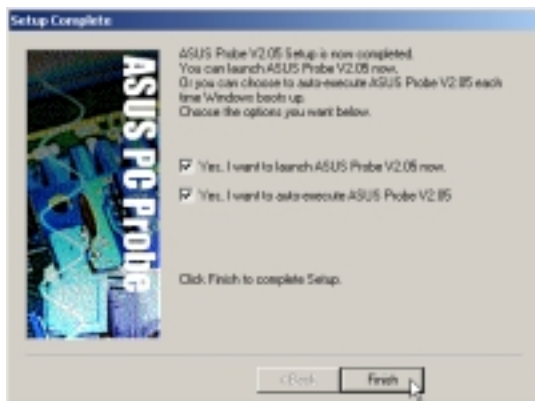 Setup Complete
ASUS PC Probe
ASUS Probe V2.05 Setup is now completed.
You can launch ASUS Probe V2.05 now.
Or you can choose to auto-execute ASUS Probe V2.05 each
time Windows boots up.
Choose the options you want below.
Yes, I want to launch ASUS Probe V2.05 now.
Yes, I want to auto-execute ASUS Probe V2.05
Click Finish to complete Setup.
< Back
Finish